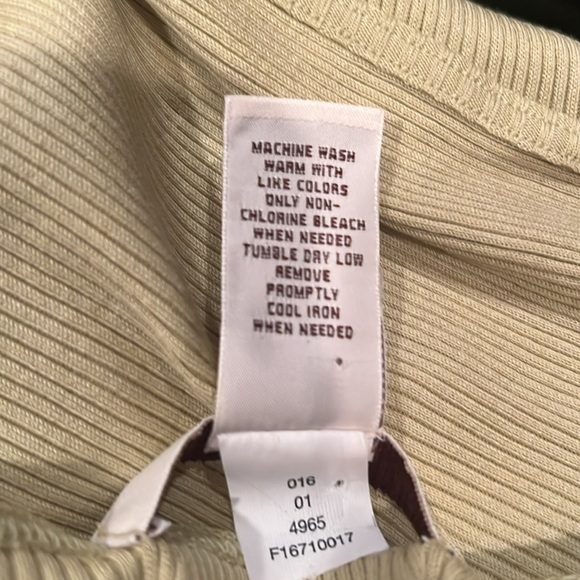 MACHINE WASH
WARM WITH
LIKE COLORS
ONLY NON-
CHLORINE BLEACH
WHEN NEEDED
TUMBLE DRY LOW
REMOVE
PROMPTLY
COOL IRON
WHEN NEEDED
016
01
4965
F16710017